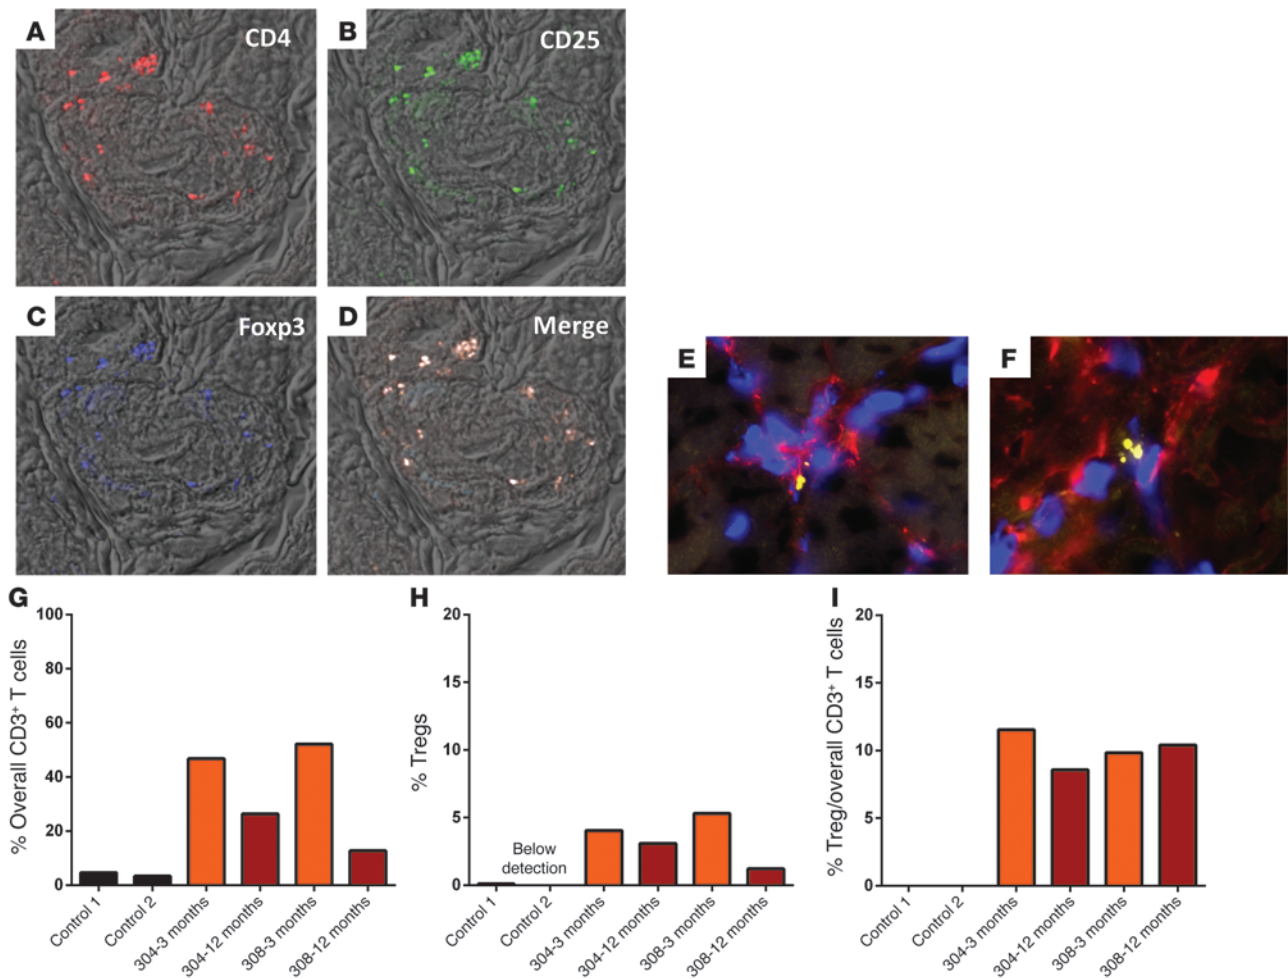 A
CD4
B
CD25
C
Foxp3
D
Merge
E
F
G
% Overall CD3⁺ T cells
100
80
60
40
20
0
Control 1
Control 2
304-3 months
304-12 months
308-3 months
308-12 months
H
% Tregs
20
15
10
5
0
Below
detection
Control 1
Control 2
304-3 months
304-12 months
308-3 months
308-12 months
I
% Treg/overall CD3⁺ T cells
20
15
10
5
0
Control 1
Control 2
304-3 months
304-12 months
308-3 months
308-12 months